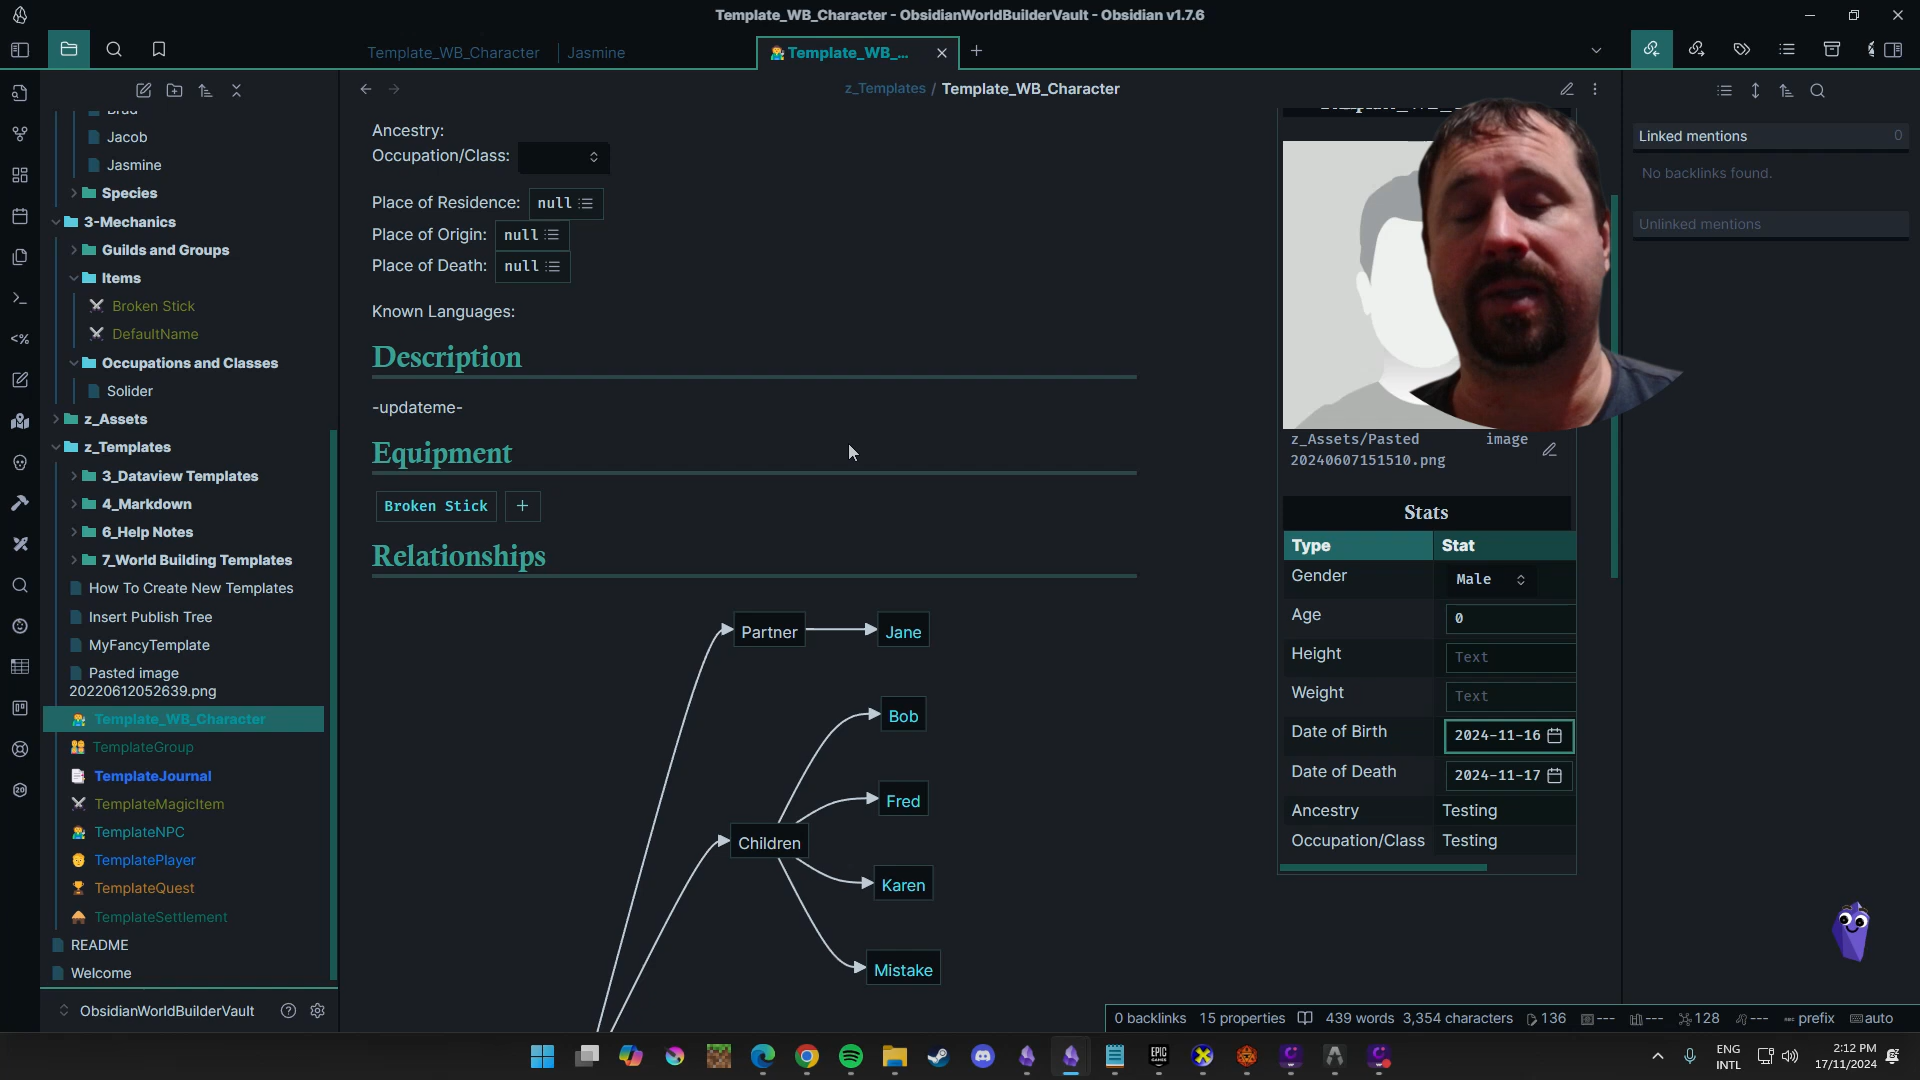 Template_WB_Character - ObsidianWorldBuilderVault - Obsidian v1.7.6
Template_WB_Character
Jasmine
Template_WB_...
z_Templates / Template_WB_Character
Jacob
Jasmine
Species
3-Mechanics
Guilds and Groups
Items
Broken Stick
DefaultName
Occupations and Classes
Solider
z_Assets
z_Templates
3_Dataview Templates
4_Markdown
6_Help Notes
7_World Building Templates
How To Create New Templates
Insert Publish Tree
MyFancyTemplate
Pasted image
20220612052639.png
Template_WB_Character
TemplateGroup
TemplateJournal
TemplateMagicItem
TemplateNPC
TemplatePlayer
TemplateQuest
TemplateSettlement
README
Welcome
ObsidianWorldBuilderVault
Ancestry:
Occupation/Class:
Place of Residence: null
Place of Origin: null
Place of Death: null
Known Languages:
Description
-updateme-
Equipment
Broken Stick +
Relationships
Partner
Jane
Bob
Fred
Children
Karen
Mistake
z_Assets/Pasted image
20240607151510.png
Stats
Type Stat
Gender Male
Age 0
Height Text
Weight Text
Date of Birth 2024-11-16
Date of Death 2024-11-17
Ancestry Testing
Occupation/Class Testing
Linked mentions 0
No backlinks found.
Unlinked mentions
0 backlinks 15 properties 439 words 3,354 characters 136 --- --- 128 --- prefix auto
ENG
INTL
2:12 PM
17/11/2024